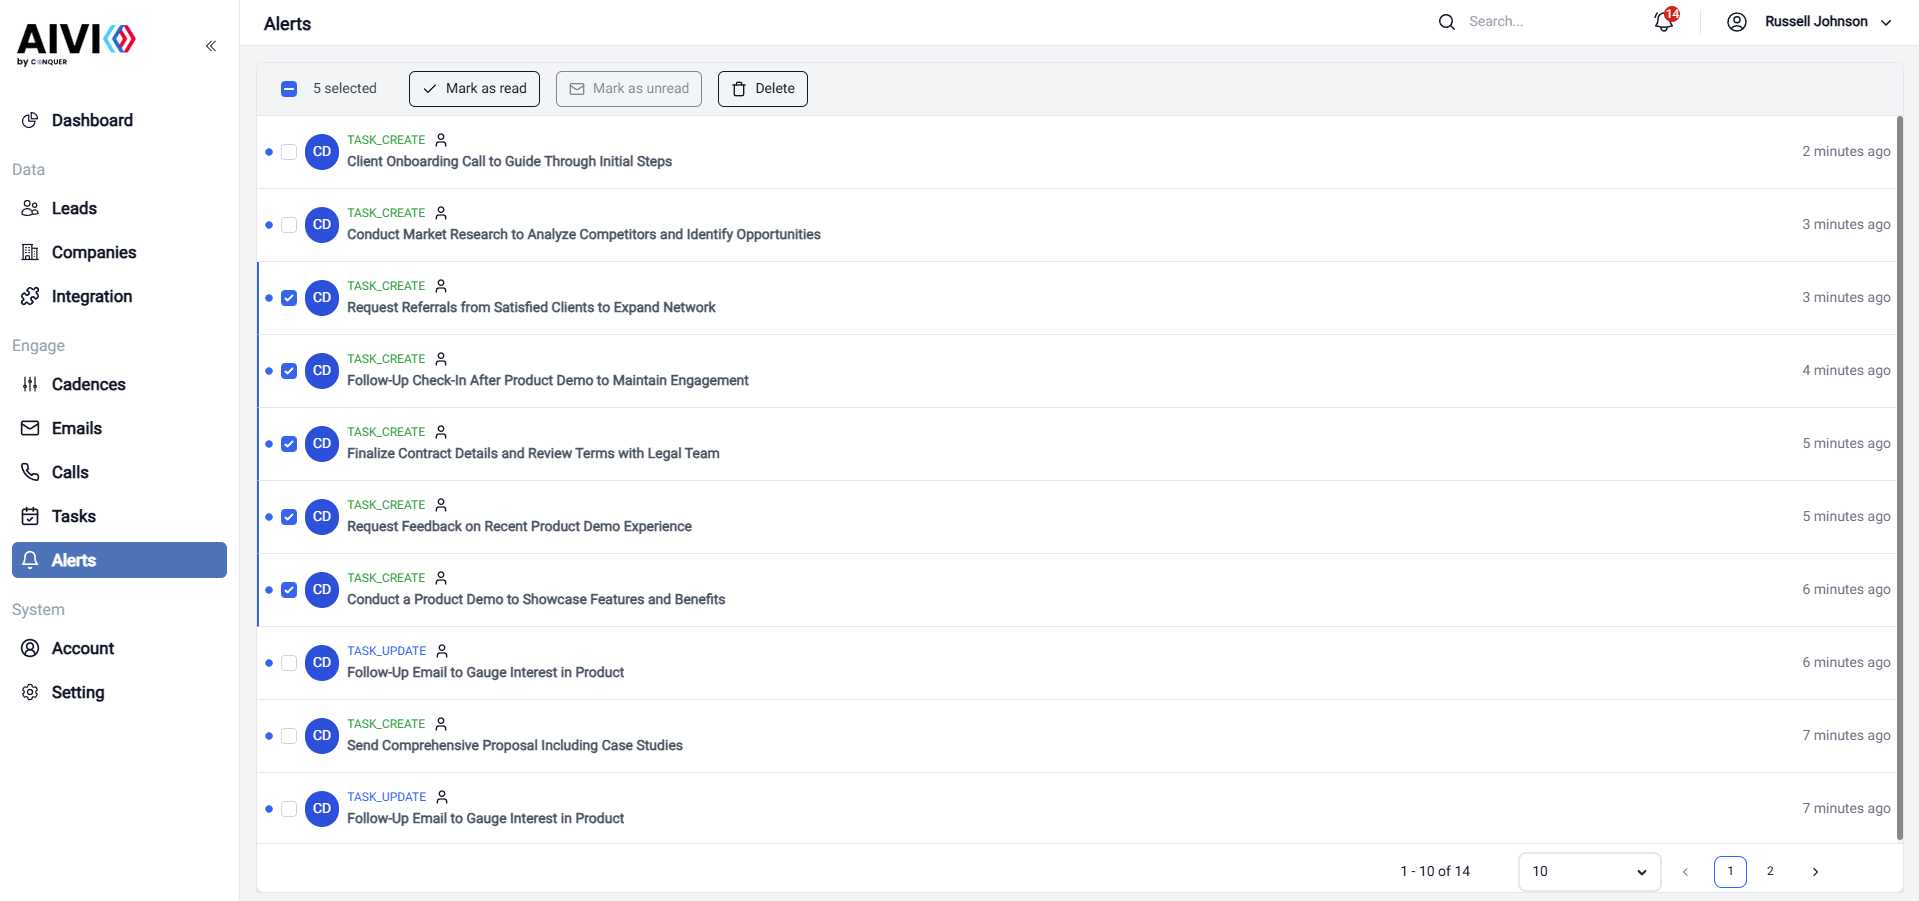 AIVI
by CONQUER
Alerts
Search...
14
Russell Johnson
Dashboard
Data
Leads
Companies
Integration
Engage
Cadences
Emails
Calls
Tasks
Alerts
System
Account
Setting
5 selected
Mark as read
Mark as unread
Delete
CD
TASK_CREATE
Client Onboarding Call to Guide Through Initial Steps
2 minutes ago
CD
TASK_CREATE
Conduct Market Research to Analyze Competitors and Identify Opportunities
3 minutes ago
CD
TASK_CREATE
Request Referrals from Satisfied Clients to Expand Network
3 minutes ago
CD
TASK_CREATE
Follow-Up Check-In After Product Demo to Maintain Engagement
4 minutes ago
CD
TASK_CREATE
Finalize Contract Details and Review Terms with Legal Team
5 minutes ago
CD
TASK_CREATE
Request Feedback on Recent Product Demo Experience
5 minutes ago
CD
TASK_CREATE
Conduct a Product Demo to Showcase Features and Benefits
6 minutes ago
CD
TASK_UPDATE
Follow-Up Email to Gauge Interest in Product
6 minutes ago
CD
TASK_CREATE
Send Comprehensive Proposal Including Case Studies
7 minutes ago
CD
TASK_UPDATE
Follow-Up Email to Gauge Interest in Product
7 minutes ago
1 - 10 of 14
10
1
2